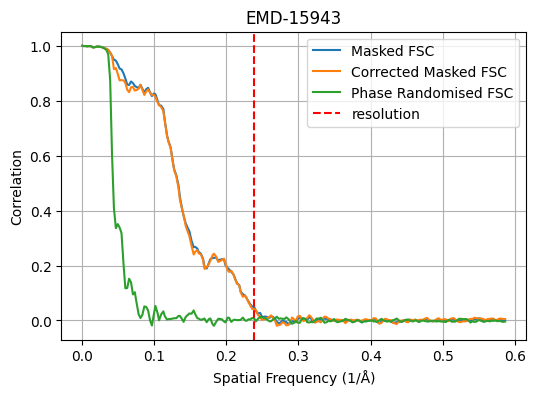 EMD-15943
Masked FSC
Corrected Masked FSC
Phase Randomised FSC
resolution
Correlation
1.0
0.8
0.6
0.4
0.2
0.0
0.0 0.1 0.2 0.3 0.4 0.5 0.6
Spatial Frequency (1/Å)